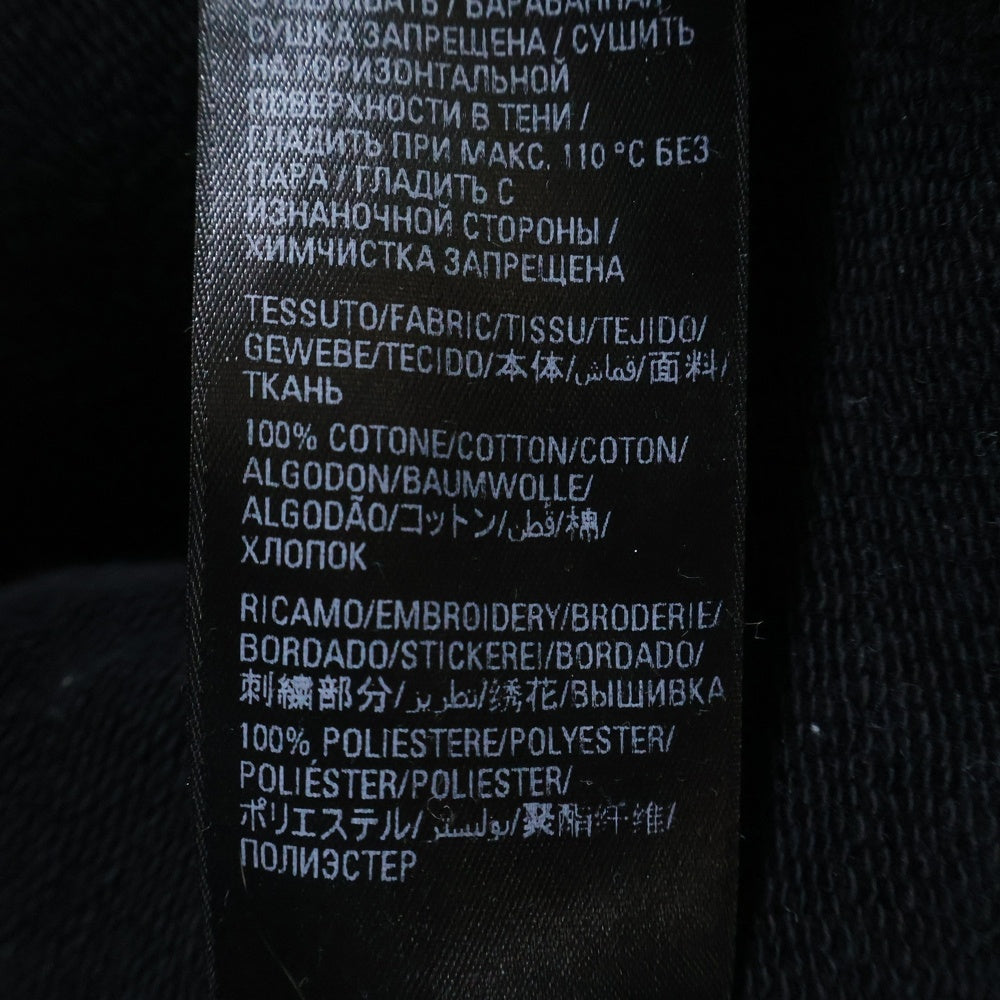 / БАРАБАННАЯ
СУШКА ЗАПРЕЩЕНА / СУШИТЬ
НА ГОРИЗОНТАЛЬНОЙ
ПОВЕРХНОСТИ В ТЕНИ /
ГЛАДИТЬ ПРИ МАКС. 110 °C БЕЗ
ПАРА / ГЛАДИТЬ С
ИЗНАНОЧНОЙ СТОРОНЫ /
ХИМЧИСТКА ЗАПРЕЩЕНА
TESSUTO/FABRIC/TISSU/TEJIDO/
GEWEBE/TECIDO/本体/قماش/面料/
ТКАНЬ
100% COTONE/COTTON/COTON/
ALGODON/BAUMWOLLE/
ALGODÃO/コットン/قطن/棉/
ХЛОПОК
RICAMO/EMBROIDERY/BRODERIE/
BORDADO/STICKEREI/BORDADO/
刺繍部分/تطريز/绣花/ВЫШИВКА
100% POLIESTERE/POLYESTER/
POLIÉSTER/POLIESTER/
ポリエステル/بوليستر/聚酯纤维/
ПОЛИЭСТЕР